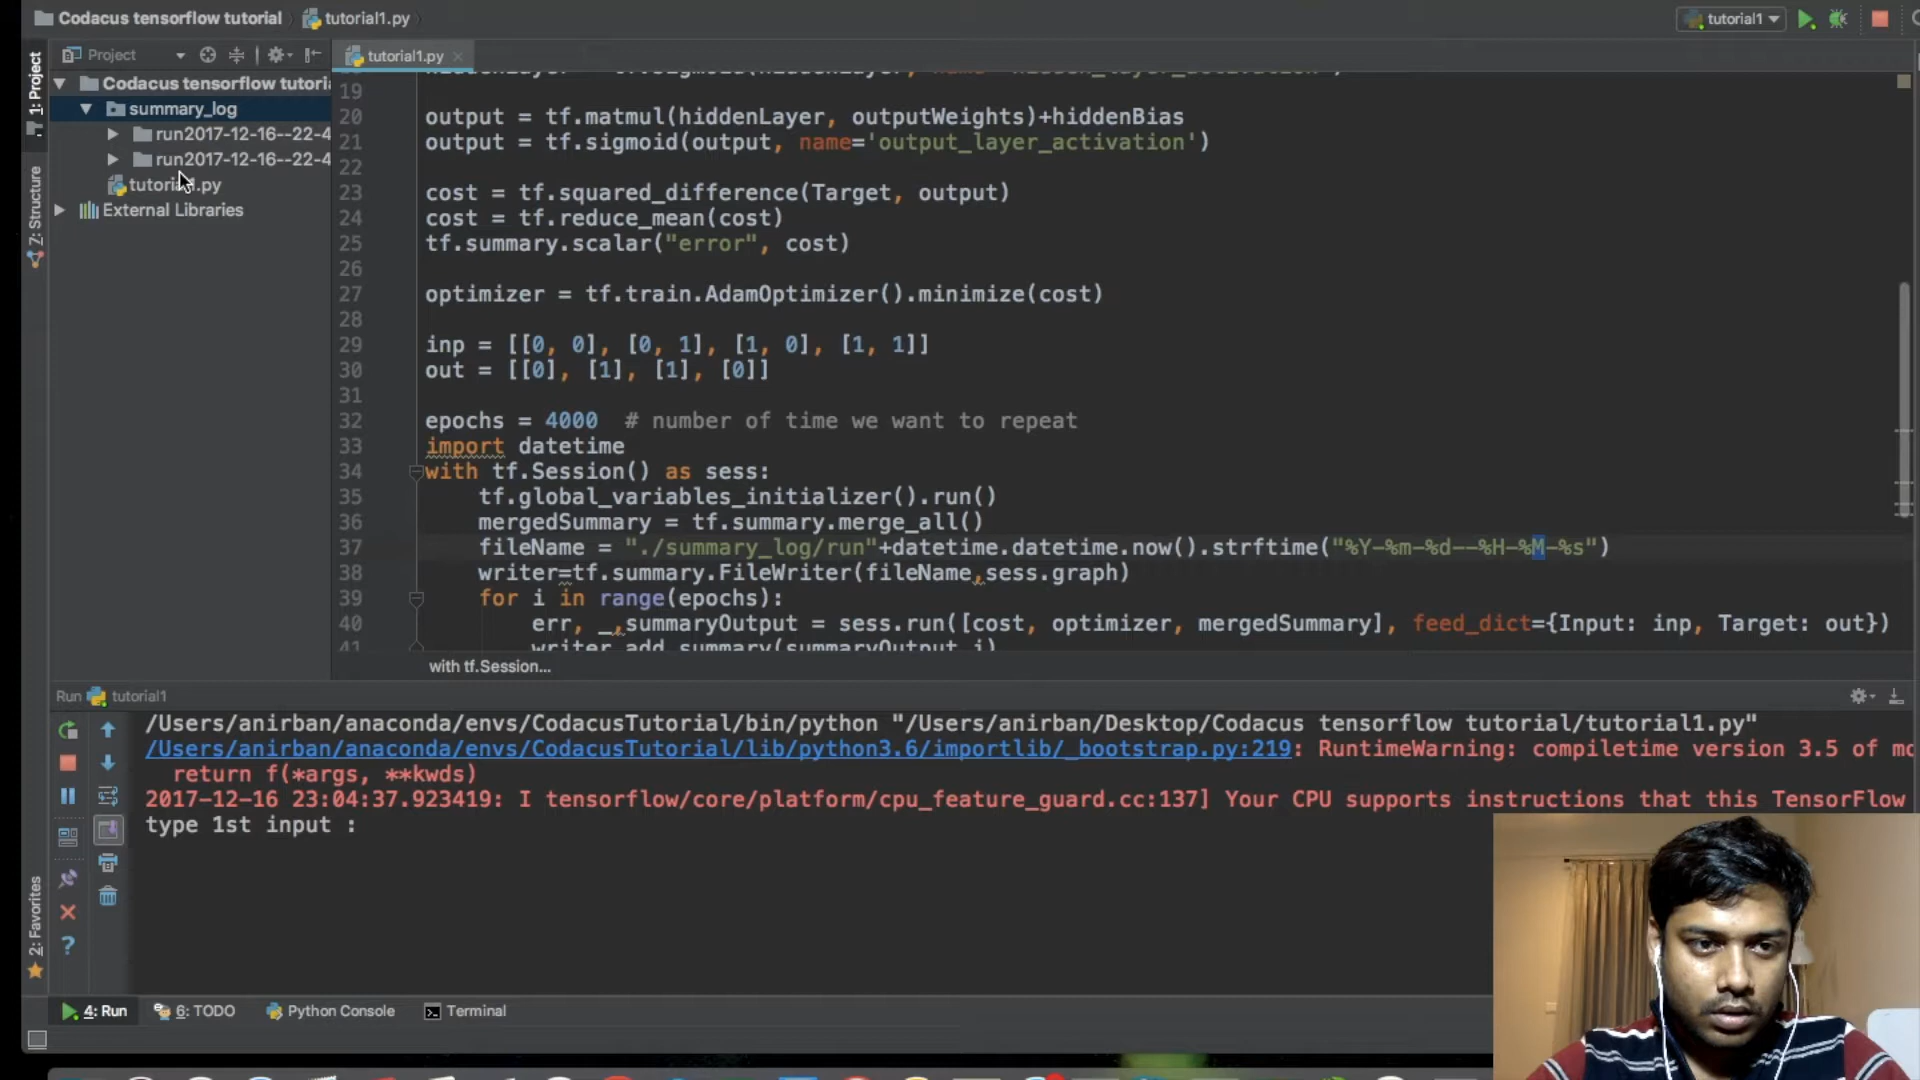 Codacus tensorflow tutorial
tutorial1.py
tutorial1
1: Project
Project
tutorial1.py
Codacus tensorflow tutori
summary_log
run2017-12-16--22-4
run2017-12-16--22-4
tutorial1.py
External Libraries
Z: Structure
19
20 output = tf.matmul(hiddenLayer, outputWeights)+hiddenBias
21 output = tf.sigmoid(output, name='output_layer_activation')
22
23 cost = tf.squared_difference(Target, output)
24 cost = tf.reduce_mean(cost)
25 tf.summary.scalar("error", cost)
26
27 optimizer = tf.train.AdamOptimizer().minimize(cost)
28
29 inp = [[0, 0], [0, 1], [1, 0], [1, 1]]
30 out = [[0], [1], [1], [0]]
31
32 epochs = 4000 # number of time we want to repeat
33 import datetime
34 with tf.Session() as sess:
35 tf.global_variables_initializer().run()
36 mergedSummary = tf.summary.merge_all()
37 fileName = "./summary_log/run"+datetime.datetime.now().strftime("%Y-%m-%d--%H-%M-%s")
38 writer=tf.summary.FileWriter(fileName,sess.graph)
39 for i in range(epochs):
40 err, _,summaryOutput = sess.run([cost, optimizer, mergedSummary], feed_dict={Input: inp, Target: out})
41 writer.add_summary(summaryOutput,i)
with tf.Session...
Run tutorial1
/Users/anirban/anaconda/envs/CodacusTutorial/bin/python "/Users/anirban/Desktop/Codacus tensorflow tutorial/tutorial1.py"
/Users/anirban/anaconda/envs/CodacusTutorial/lib/python3.6/importlib/_bootstrap.py:219: RuntimeWarning: compiletime version 3.5 of mo
return f(*args, **kwds)
2017-12-16 23:04:37.923419: I tensorflow/core/platform/cpu_feature_guard.cc:137] Your CPU supports instructions that this TensorFlow
type 1st input :
2: Favorites
4: Run
6: TODO
Python Console
Terminal